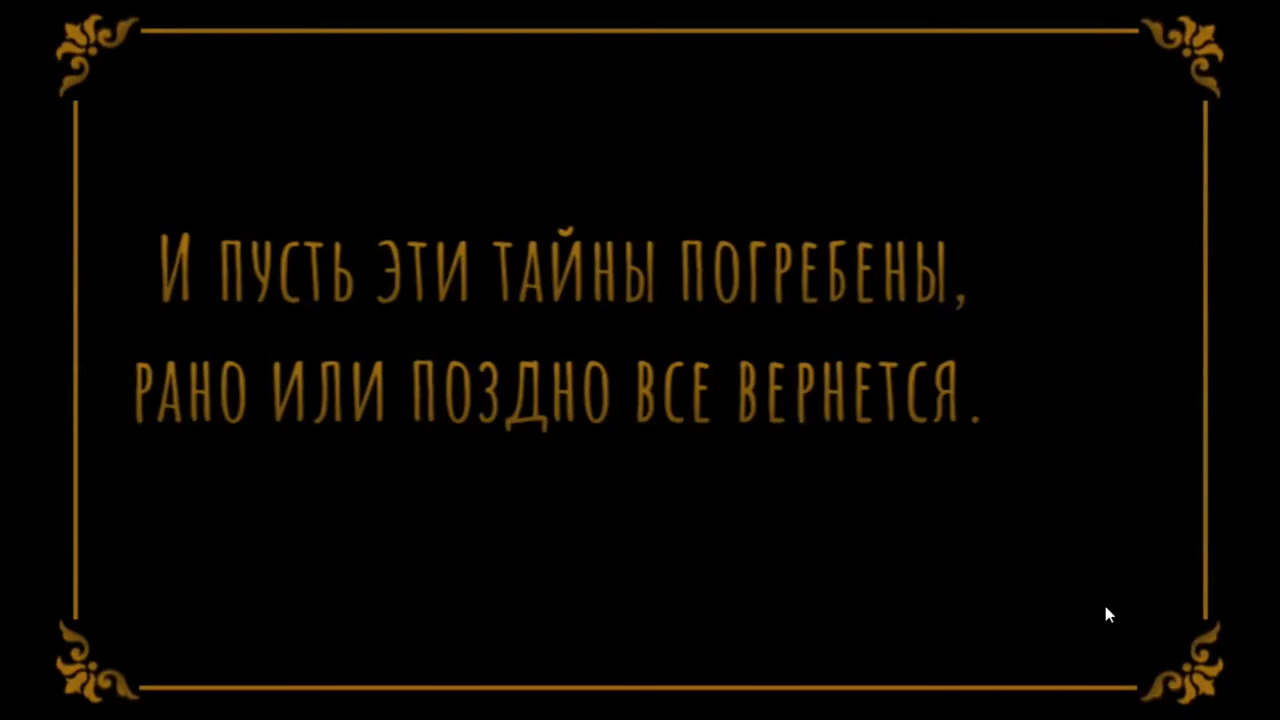 И ПУСТЬ ЭТИ ТАЙНЫ ПОГРЕБЕНЫ,
РАНО ИЛИ ПОЗДНО ВСЕ ВЕРНЕТСЯ.